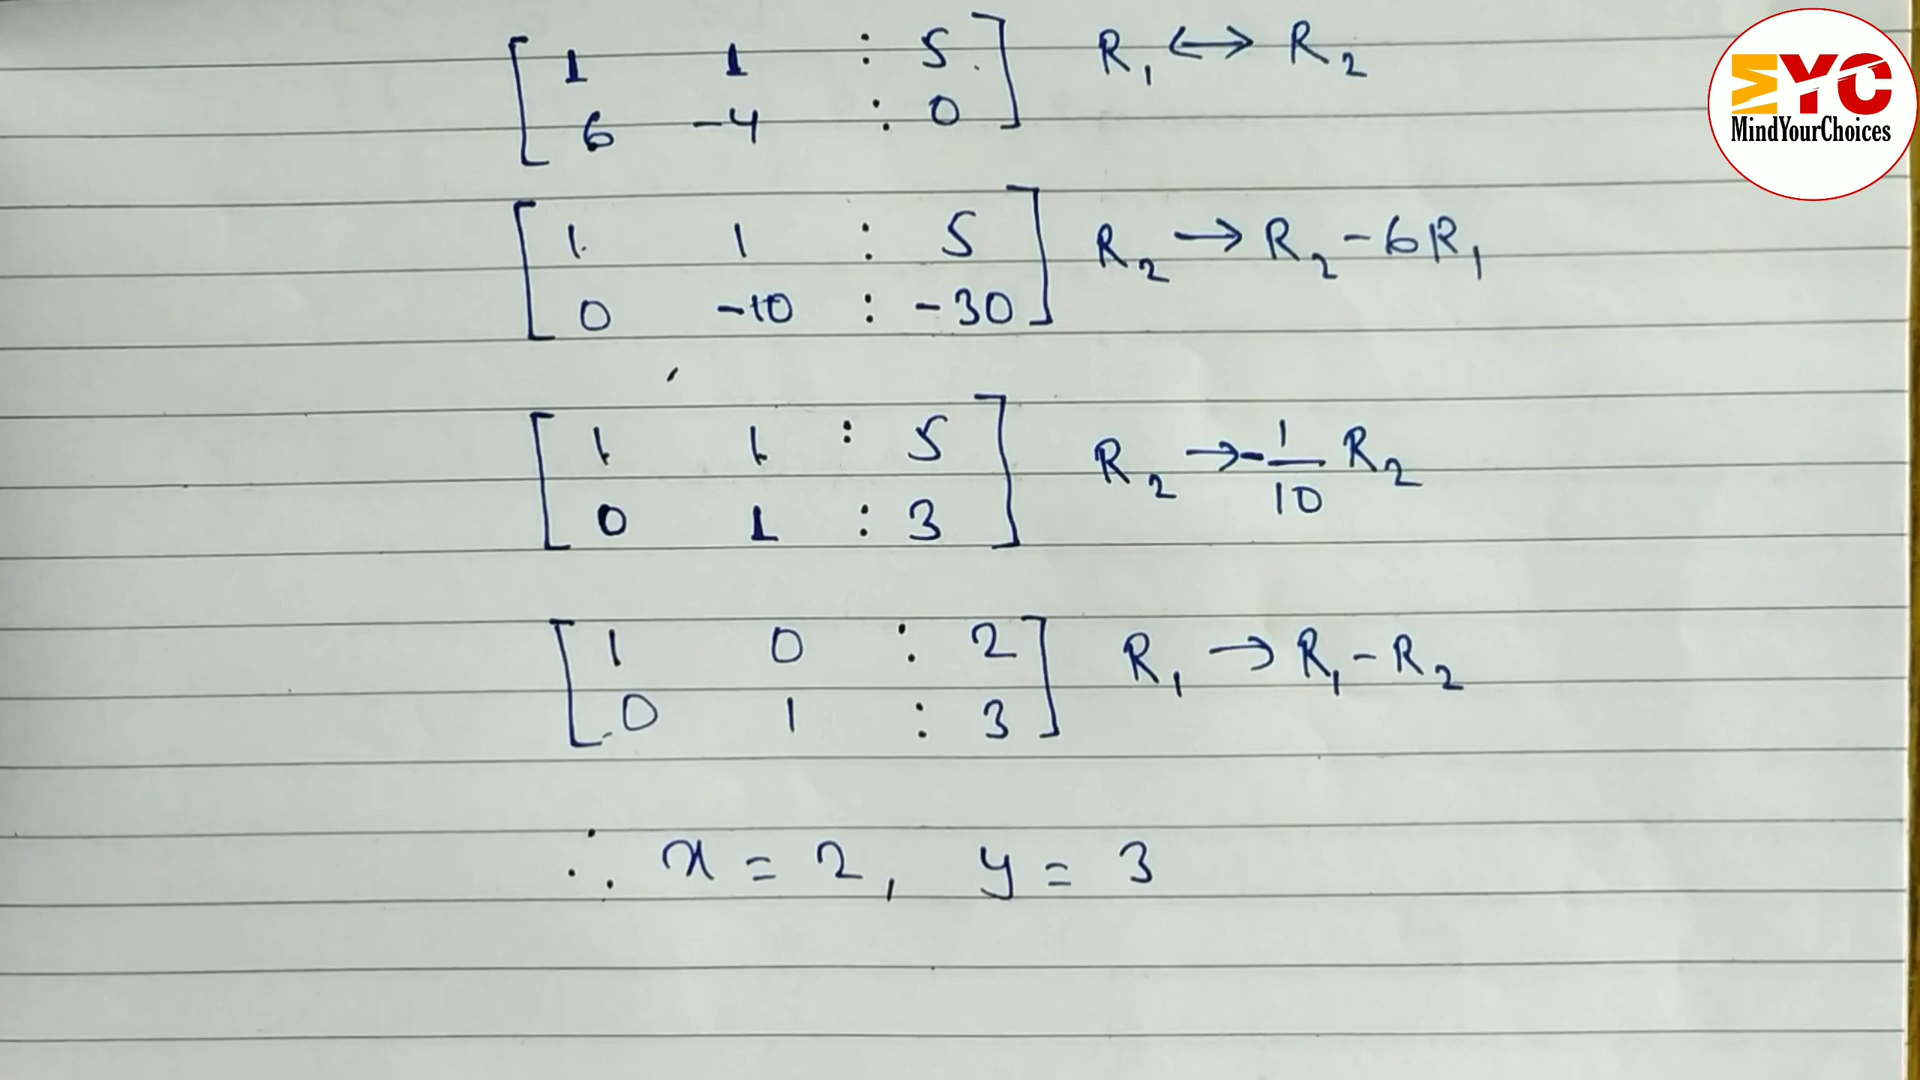 1 1 : 5 R₁ ↔ R₂
6 -4 : 0
MYC
MindYourChoices
1 1 : 5 R₂ → R₂ - 6R₁
0 -10 : -30
1 1 : 5 R₂ → -1/10 R₂
0 1 : 3
1 0 : 2 R₁ → R₁ - R₂
0 1 : 3
∴ x = 2, y = 3